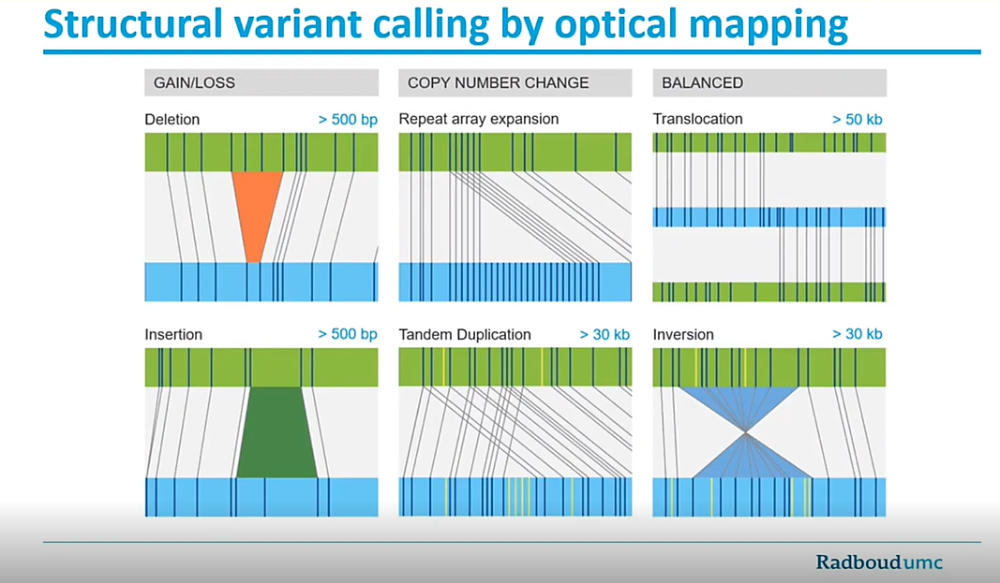 Structural variant calling by optical mapping
GAIN/LOSS
COPY NUMBER CHANGE
BALANCED
Deletion > 500 bp
Repeat array expansion
Translocation > 50 kb
Insertion > 500 bp
Tandem Duplication > 30 kb
Inversion > 30 kb
Radboudumc